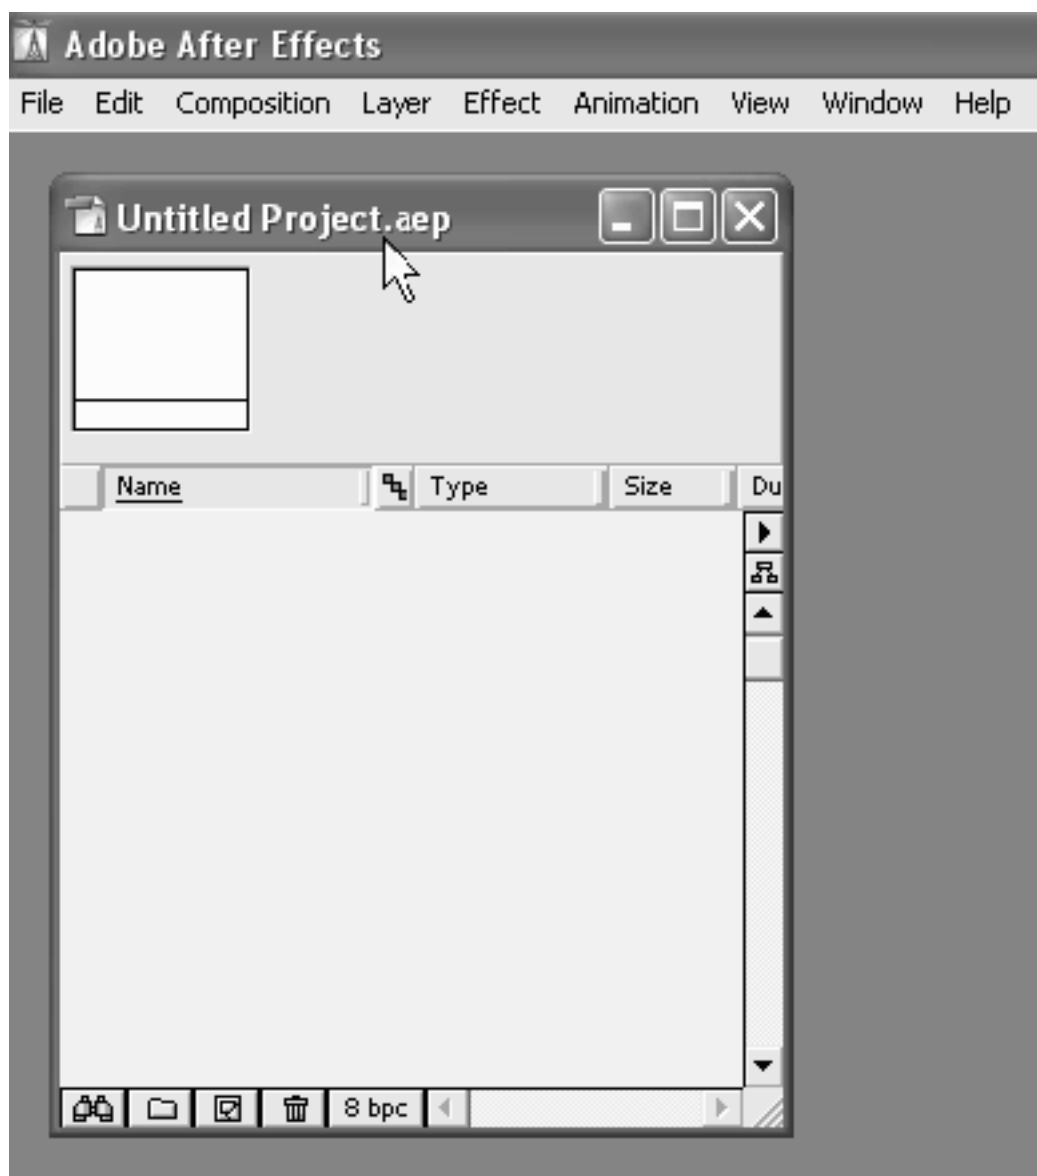 Adobe After Effects
File Edit Composition Layer Effect Animation View Window Help
Untitled Project.aep
Name Type Size Du
8 bpc